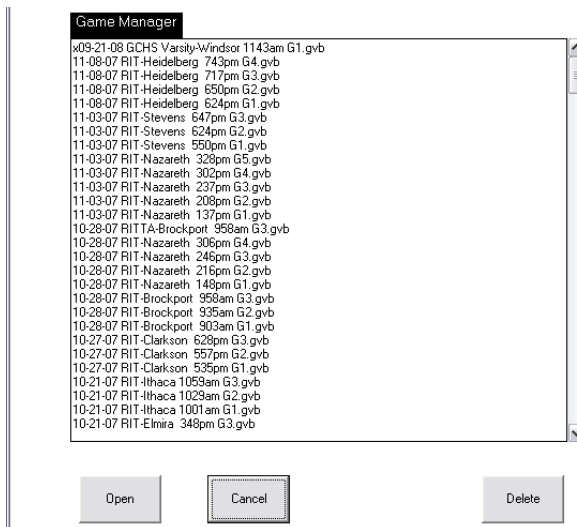 Game Manager
x09-21-08 GCHS Varsity-Windsor 1143am G1.gvb
11-08-07 RIT-Heidelberg 743pm G4.gvb
11-08-07 RIT-Heidelberg 717pm G3.gvb
11-08-07 RIT-Heidelberg 650pm G2.gvb
11-08-07 RIT-Heidelberg 624pm G1.gvb
11-03-07 RIT-Stevens 647pm G3.gvb
11-03-07 RIT-Stevens 624pm G2.gvb
11-03-07 RIT-Stevens 550pm G1.gvb
11-03-07 RIT-Nazareth 328pm G5.gvb
11-03-07 RIT-Nazareth 302pm G4.gvb
11-03-07 RIT-Nazareth 237pm G3.gvb
11-03-07 RIT-Nazareth 208pm G2.gvb
11-03-07 RIT-Nazareth 137pm G1.gvb
10-28-07 RITTA-Brockport 958am G3.gvb
10-28-07 RIT-Nazareth 306pm G4.gvb
10-28-07 RIT-Nazareth 246pm G3.gvb
10-28-07 RIT-Nazareth 216pm G2.gvb
10-28-07 RIT-Nazareth 148pm G1.gvb
10-28-07 RIT-Brockport 958am G3.gvb
10-28-07 RIT-Brockport 935am G2.gvb
10-28-07 RIT-Brockport 903am G1.gvb
10-27-07 RIT-Clarkson 628pm G3.gvb
10-27-07 RIT-Clarkson 557pm G2.gvb
10-27-07 RIT-Clarkson 535pm G1.gvb
10-21-07 RIT-Ithaca 1059am G3.gvb
10-21-07 RIT-Ithaca 1029am G2.gvb
10-21-07 RIT-Ithaca 1001am G1.gvb
10-21-07 RIT-Elmira 348pm G3.gvb
Open Cancel Delete